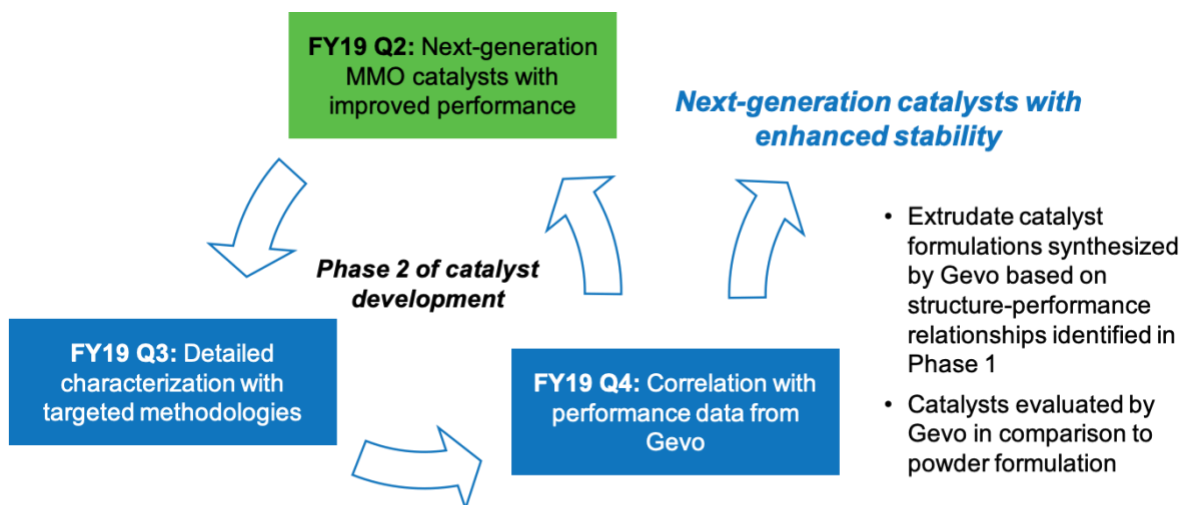 FY19 Q2: Next-generation
MMO catalysts with
improved performance
Next-generation catalysts with
enhanced stability
Phase 2 of catalyst
development
FY19 Q3: Detailed
characterization with
targeted methodologies
FY19 Q4: Correlation with
performance data from
Gevo
• Extrudate catalyst
formulations synthesized
by Gevo based on
structure-performance
relationships identified in
Phase 1
• Catalysts evaluated by
Gevo in comparison to
powder formulation